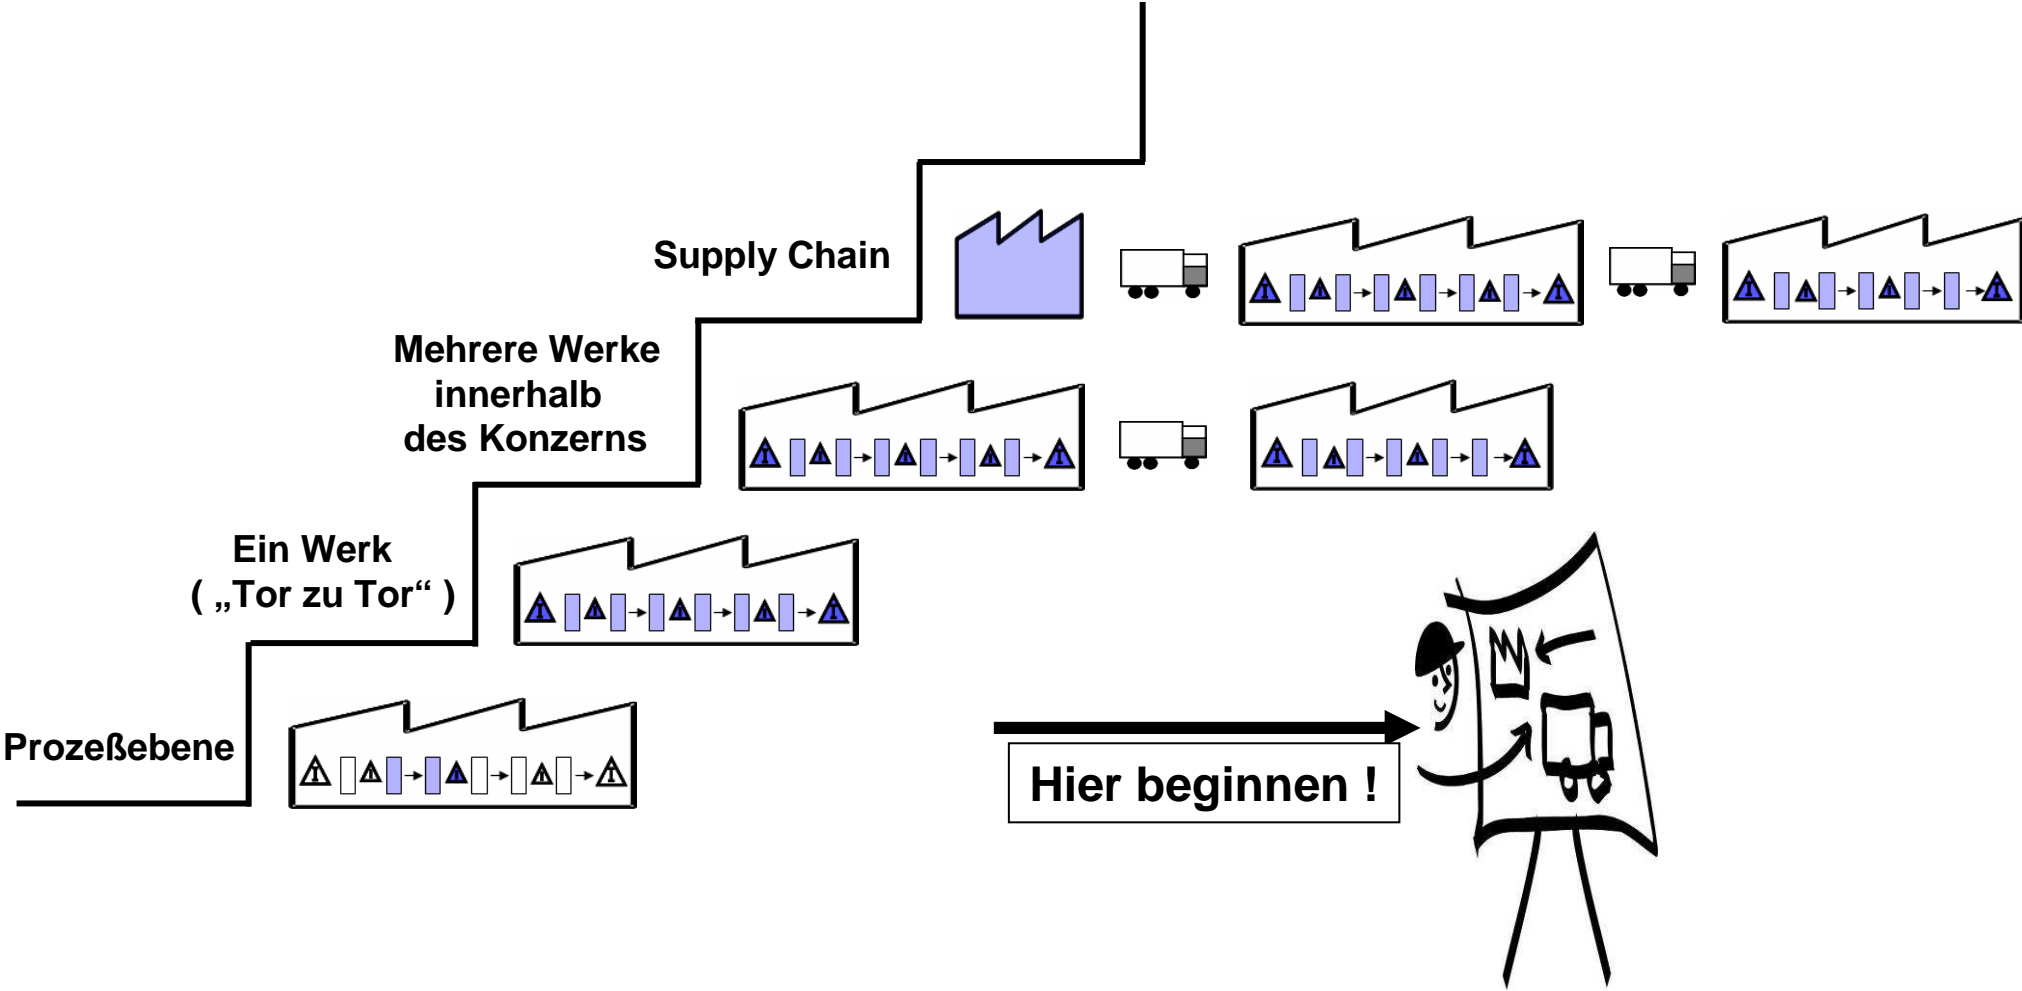 Supply Chain
Mehrere Werke
innerhalb
des Konzerns
Ein Werk
( „Tor zu Tor“ )
Prozeßebene
Hier beginnen !